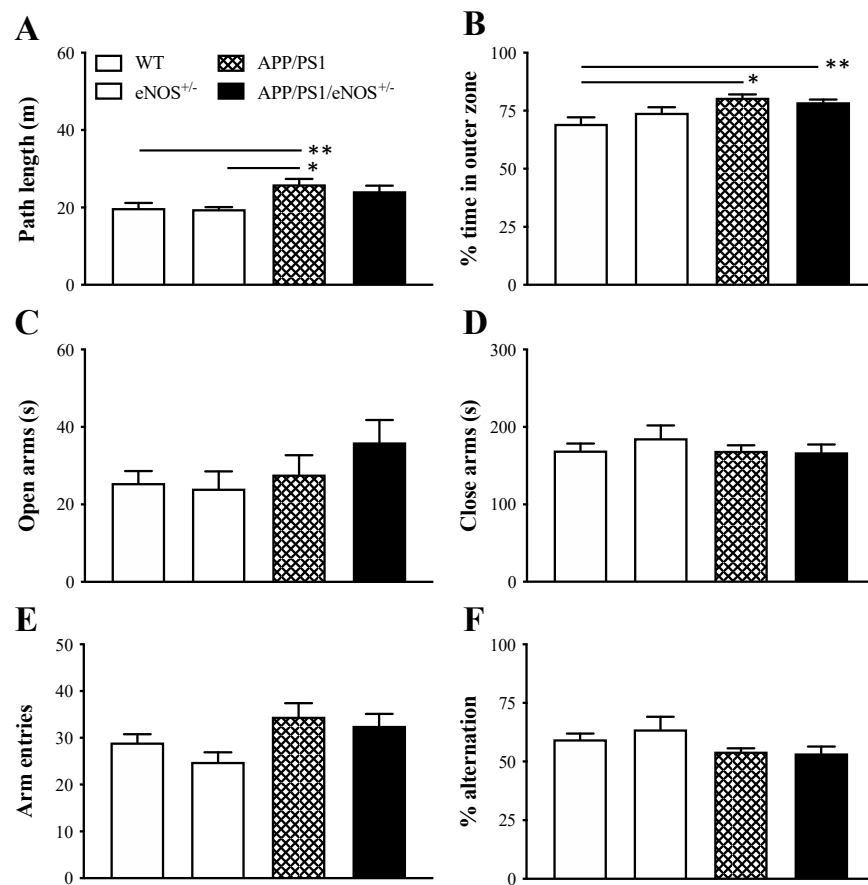 A
Path length (m)
60
40
20
0
WT
APP/PS1
eNOS+/-
APP/PS1/eNOS+/-
**
*
B
% time in outer zone
100
75
50
25
0
**
*
C
Open arms (s)
60
40
20
0
D
Close arms (s)
300
200
100
0
E
Arm entries
50
40
30
20
10
0
F
% alternation
100
75
50
25
0